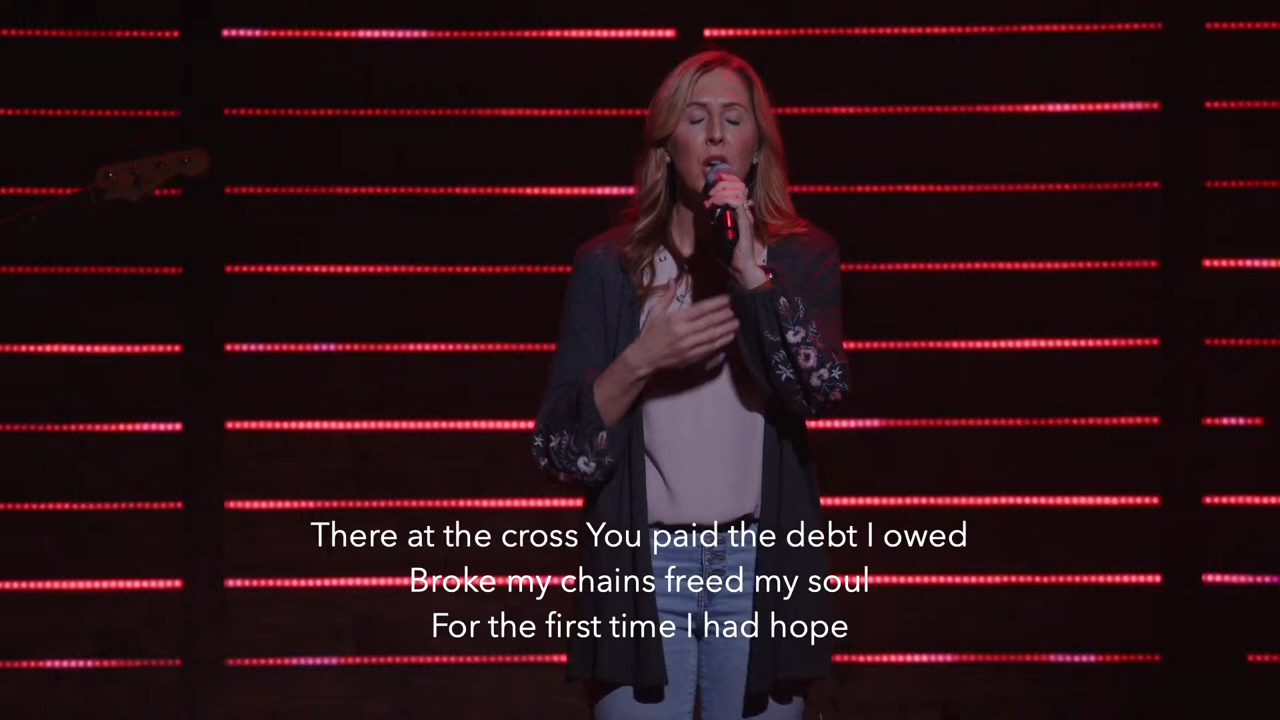 There at the cross You paid the debt I owed
Broke my chains freed my soul
For the first time I had hope